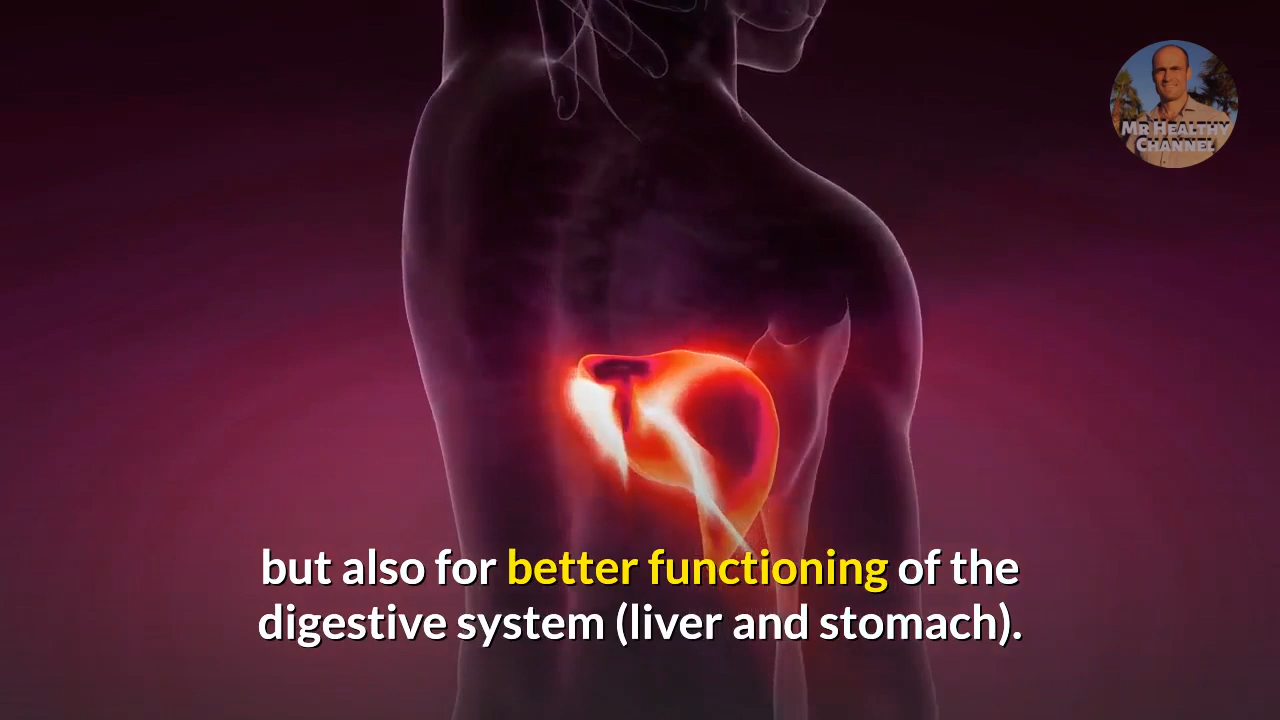 MR HEALTHY
CHANNEL
but also for better functioning of the
digestive system (liver and stomach).